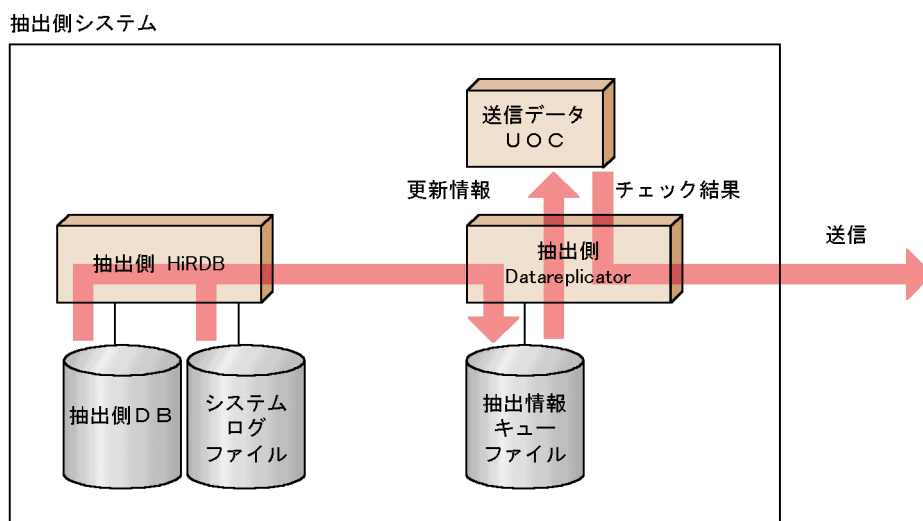 抽出側システム
送信データ
ＵＯＣ
更新情報
チェック結果
抽出側 HiRDB
抽出側
Datareplicator
送信
抽出側ＤＢ
システム
ログ
ファイル
抽出情報
キュー
ファイル